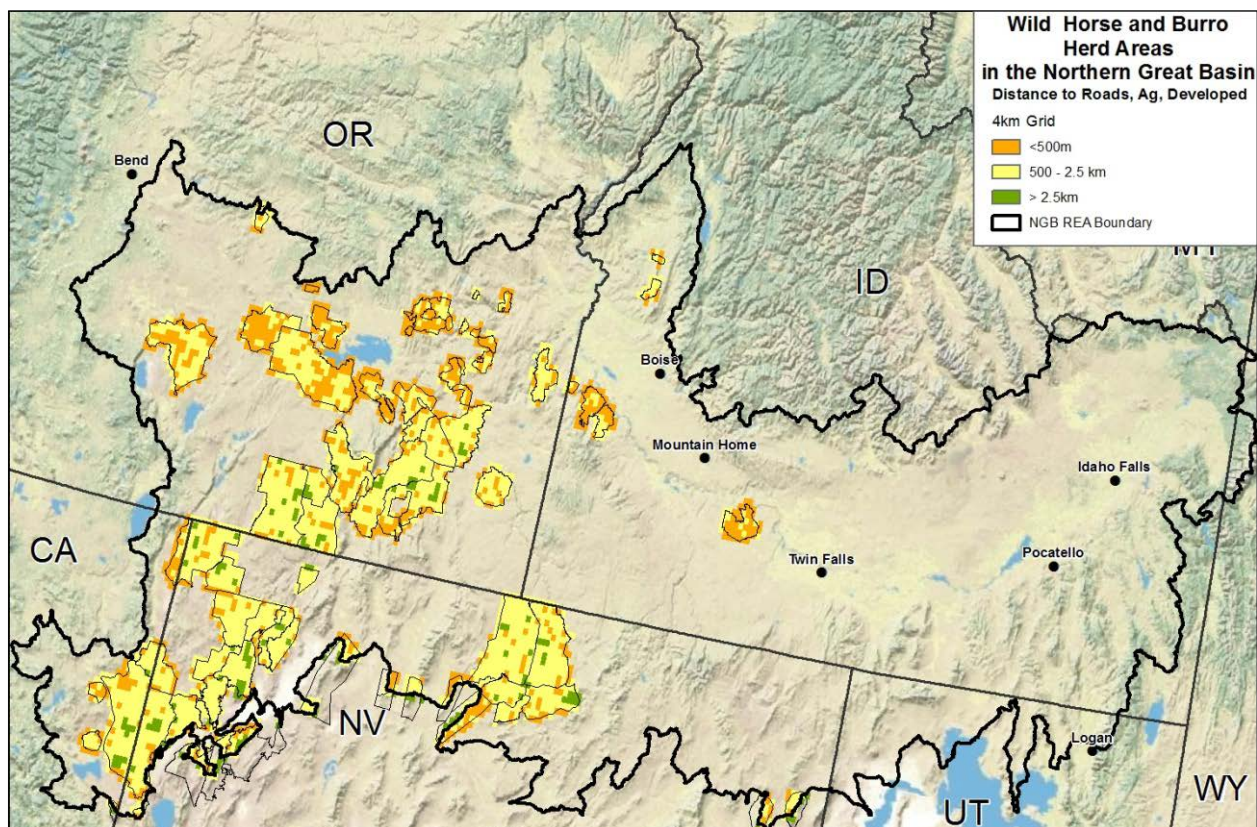 Wild Horse and Burro
Herd Areas
in the Northern Great Basin
Distance to Roads, Ag, Developed
4km Grid
<500m
500 - 2.5 km
> 2.5km
NGB REA Boundary
OR
Bend
ID
Boise
Mountain Home
Idaho Falls
CA
Twin Falls
Pocatello
NV
Logan
UT
WY